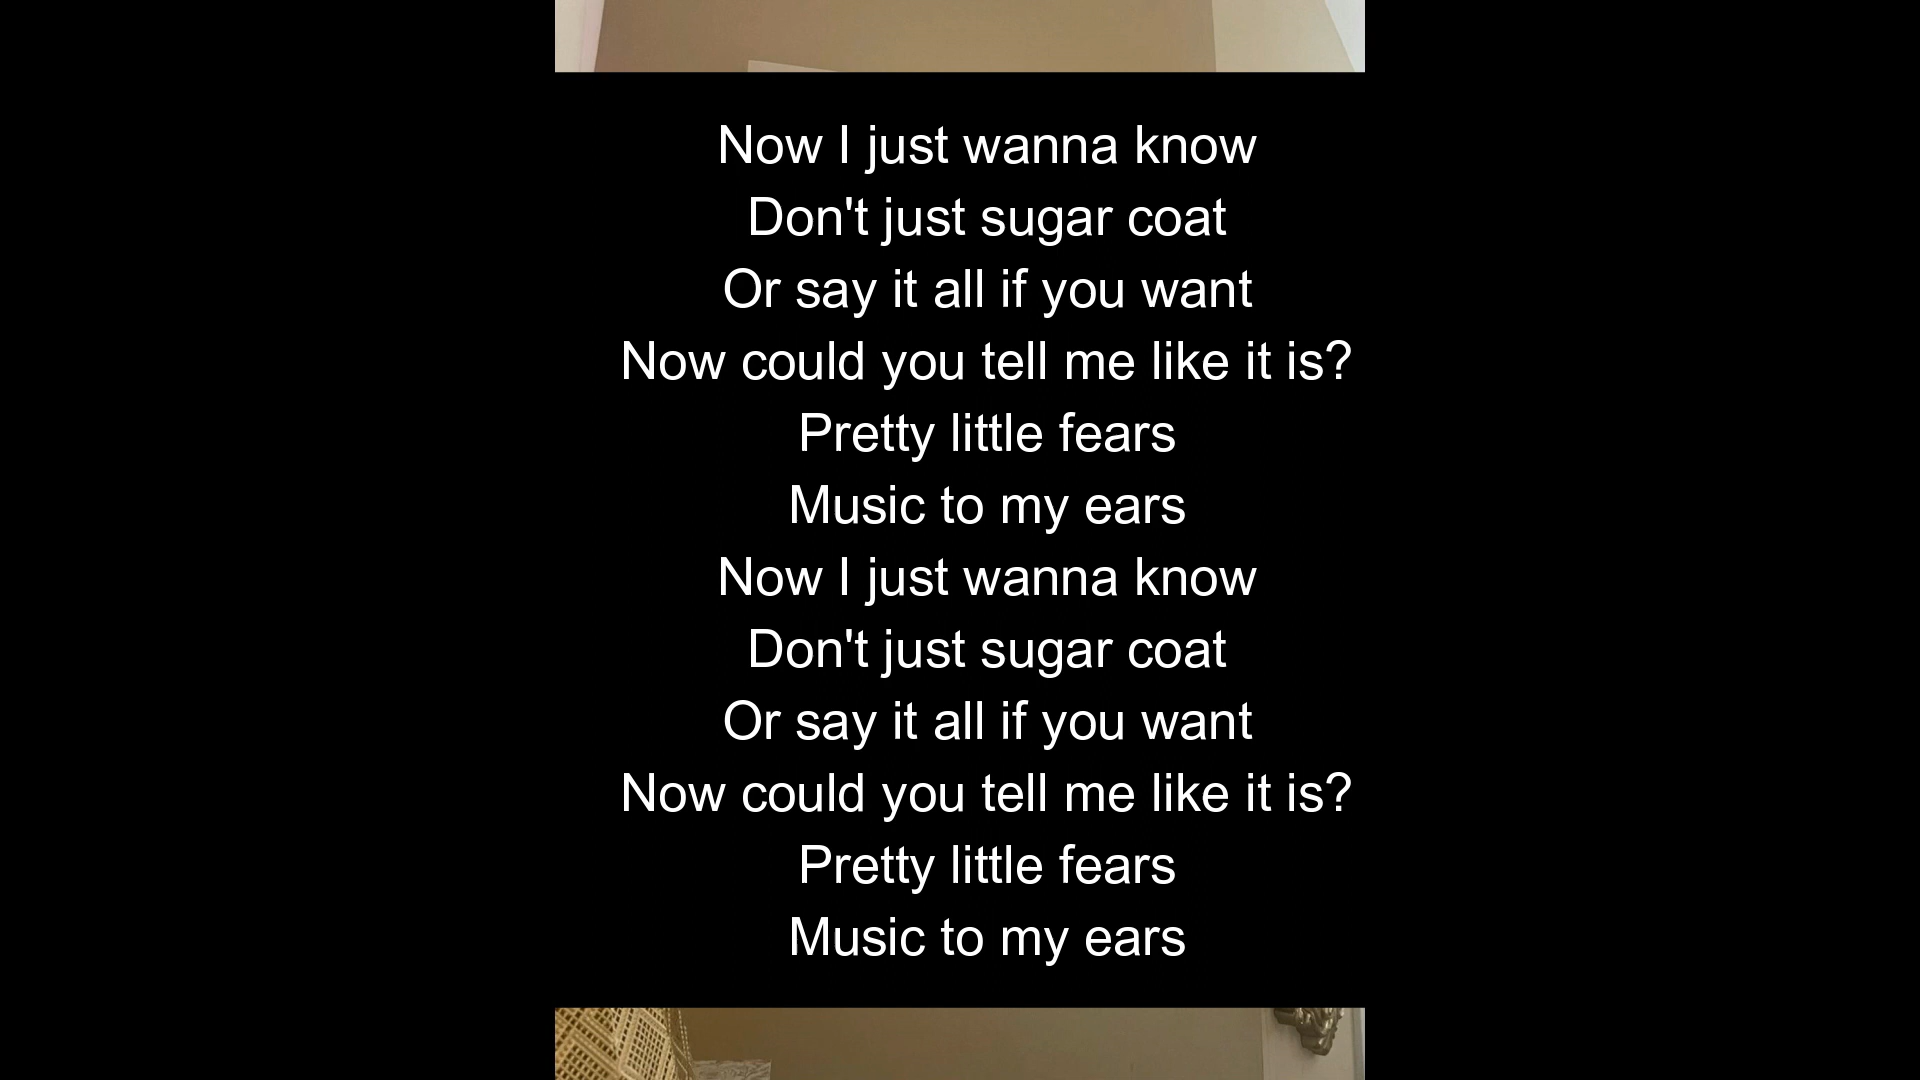 Now I just wanna know
Don't just sugar coat
Or say it all if you want
Now could you tell me like it is?
Pretty little fears
Music to my ears
Now I just wanna know
Don't just sugar coat
Or say it all if you want
Now could you tell me like it is?
Pretty little fears
Music to my ears